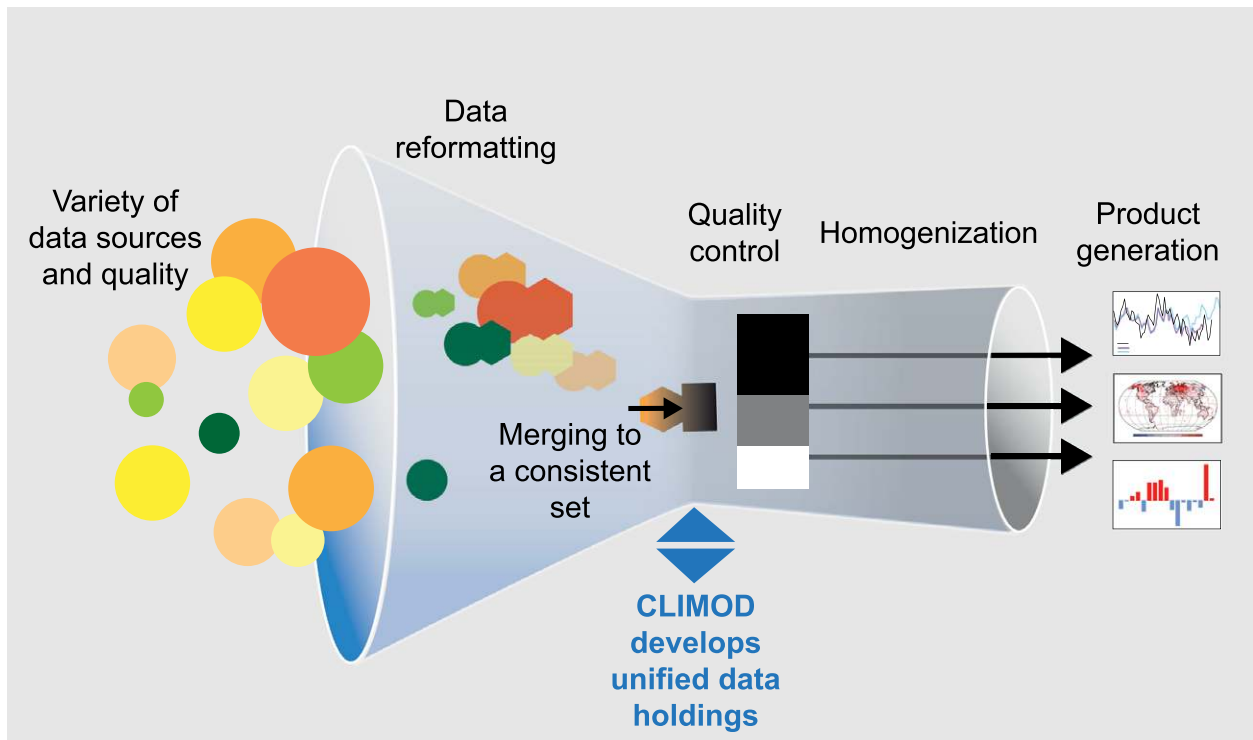 Variety of
data sources
and quality
Data
reformatting
Merging to
a consistent
set
Quality
control
Homogenization
Product
generation
CLIMOD
develops
unified data
holdings